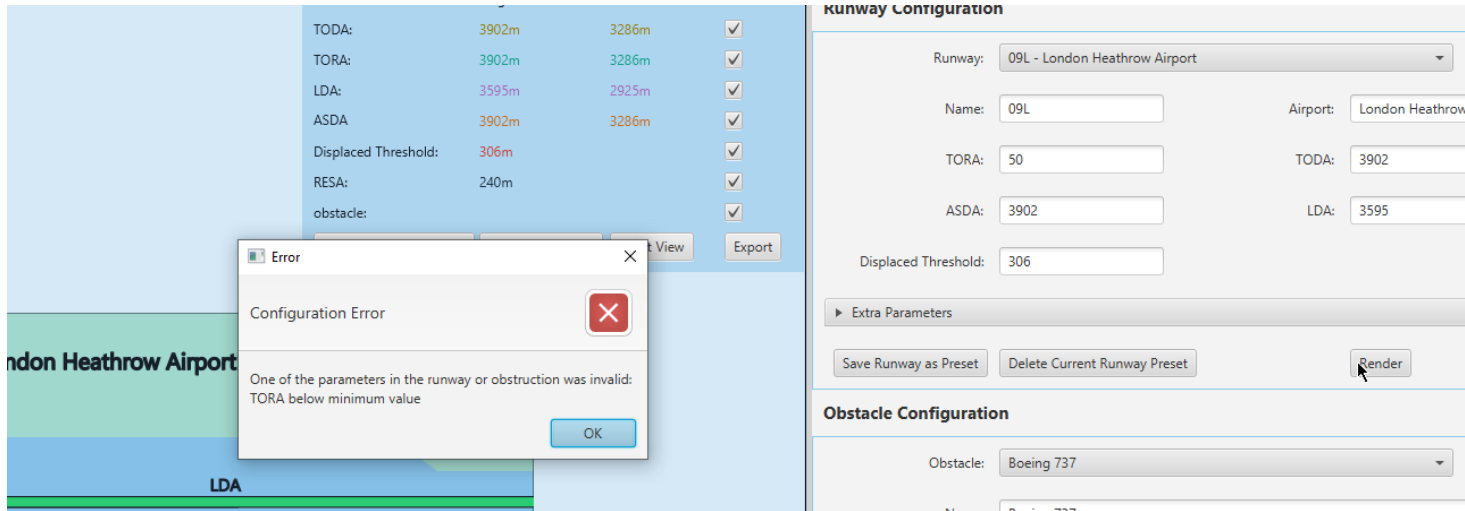 TODA: 3902m 3286m
TORA: 3902m 3286m
LDA: 3595m 2925m
ASDA 3902m 3286m
Displaced Threshold: 306m
RESA: 240m
obstacle:
View Export
Error
Configuration Error
One of the parameters in the runway or obstruction was invalid:
TORA below minimum value
OK
ndon Heathrow Airport
LDA
Runway Configuration
Runway: 09L - London Heathrow Airport
Name: 09L Airport: London Heathrow
TORA: 50 TODA: 3902
ASDA: 3902 LDA: 3595
Displaced Threshold: 306
Extra Parameters
Save Runway as Preset Delete Current Runway Preset Render
Obstacle Configuration
Obstacle: Boeing 737